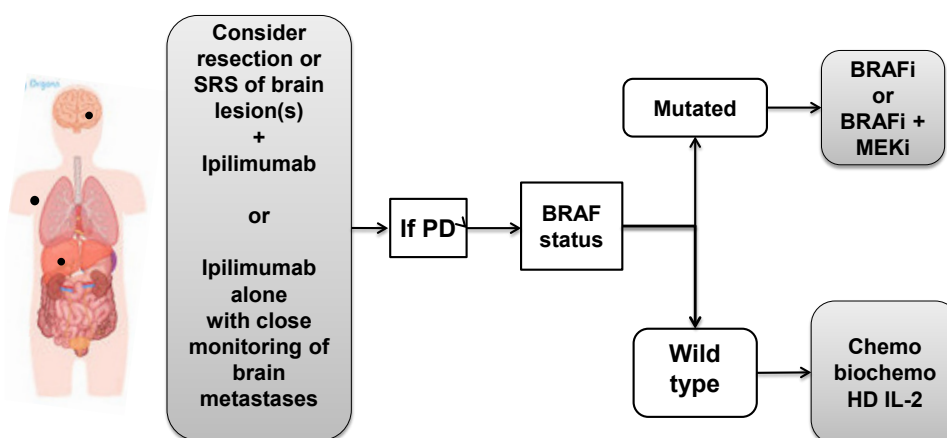 Organs
Consider
resection or
SRS of brain
lesion(s)
+
Ipilimumab
or
Ipilimumab
alone
with close
monitoring of
brain
metastases
If PD
BRAF
status
Mutated
BRAFi
or
BRAFi +
MEKi
Wild
type
Chemo
biochemo
HD IL-2